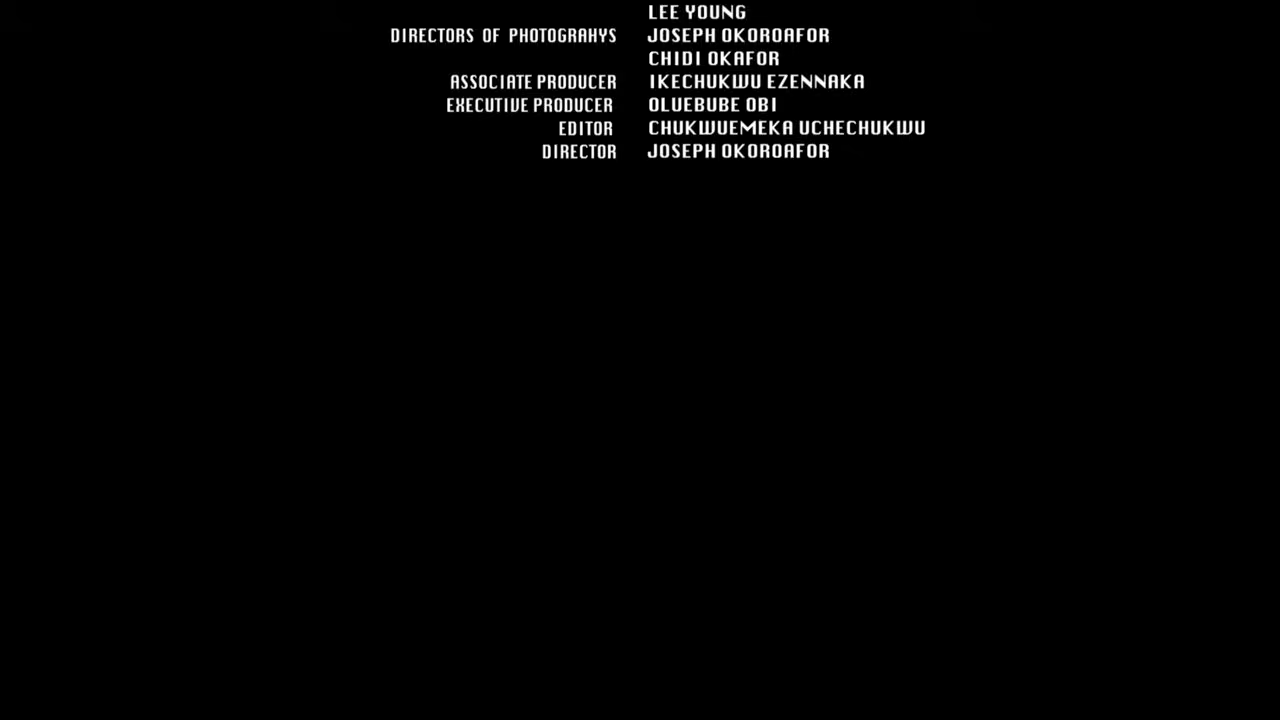 LEE YOUNG
DIRECTORS OF PHOTOGRAHYS JOSEPH OKOROAFOR
CHIDI OKAFOR
ASSOCIATE PRODUCER IKECHUKWU EZENNAKA
EXECUTIVE PRODUCER OLUEBUBE OBI
EDITOR CHUKWUEMEKA UCHECHUKWU
DIRECTOR JOSEPH OKOROAFOR